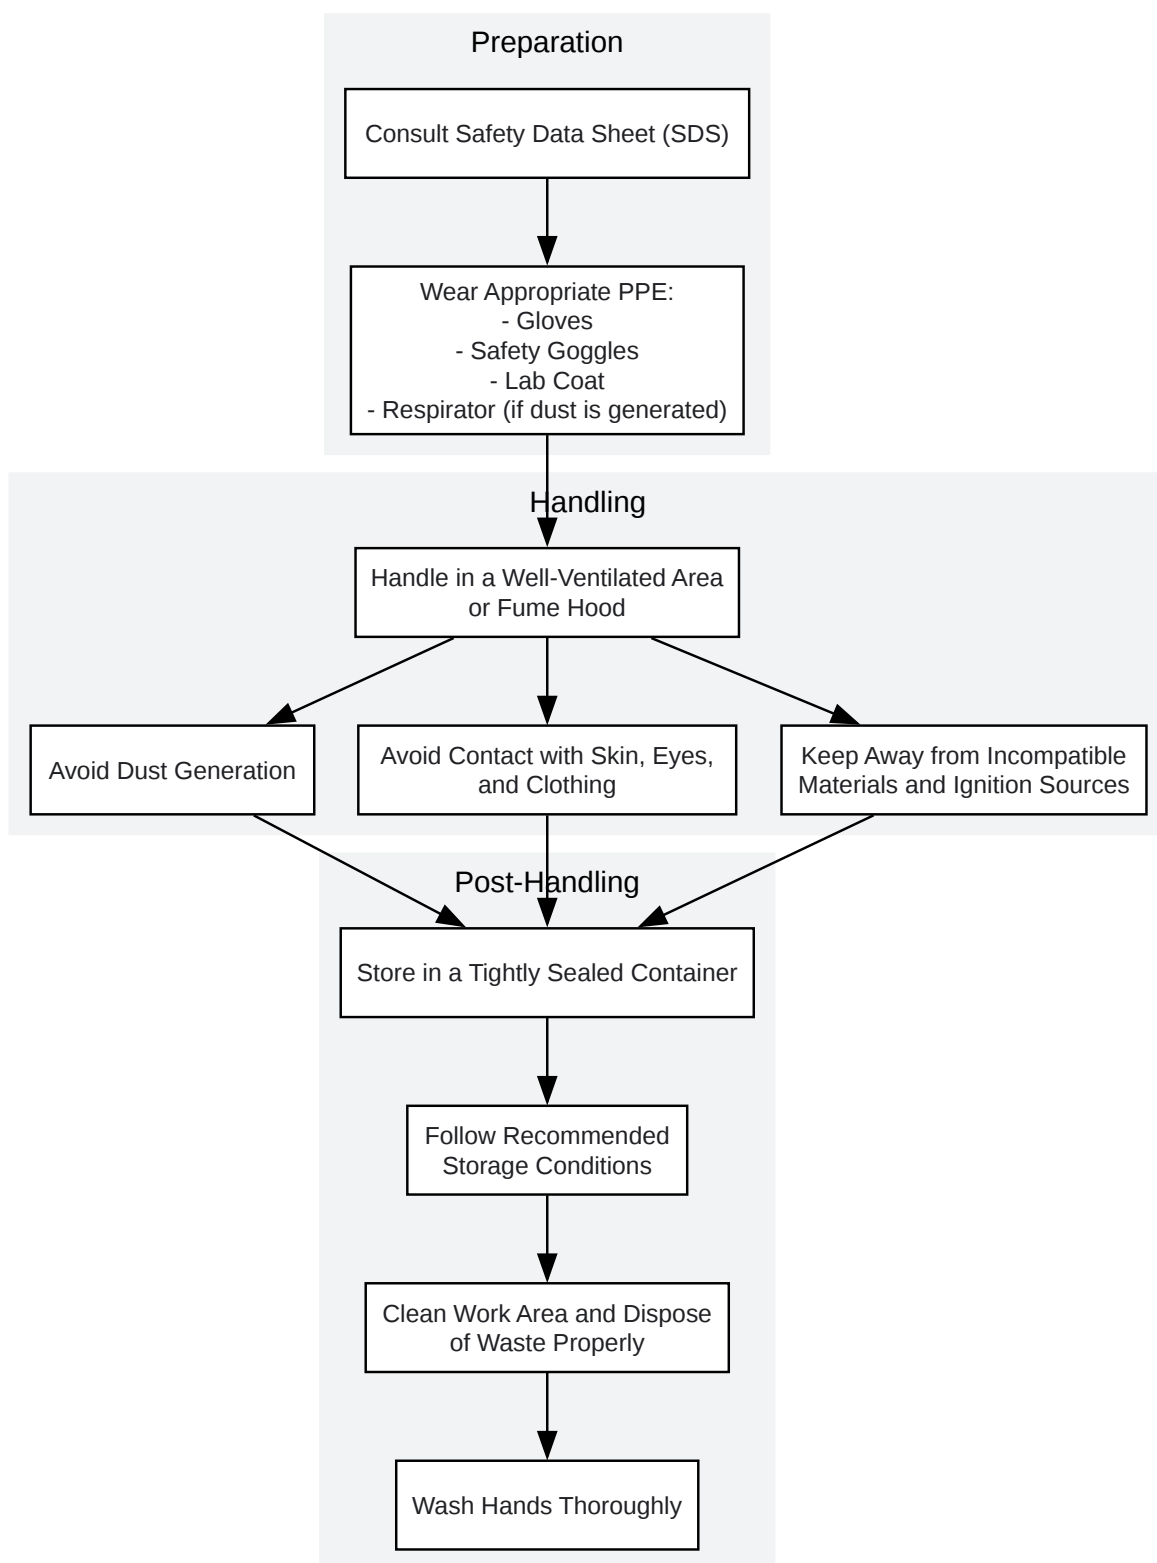 Preparation
Consult Safety Data Sheet (SDS)
Wear Appropriate PPE:
- Gloves
- Safety Goggles
- Lab Coat
- Respirator (if dust is generated)
Handling
Handle in a Well-Ventilated Area
or Fume Hood
Avoid Dust Generation
Avoid Contact with Skin, Eyes,
and Clothing
Keep Away from Incompatible
Materials and Ignition Sources
Post-Handling
Store in a Tightly Sealed Container
Follow Recommended
Storage Conditions
Clean Work Area and Dispose
of Waste Properly
Wash Hands Thoroughly